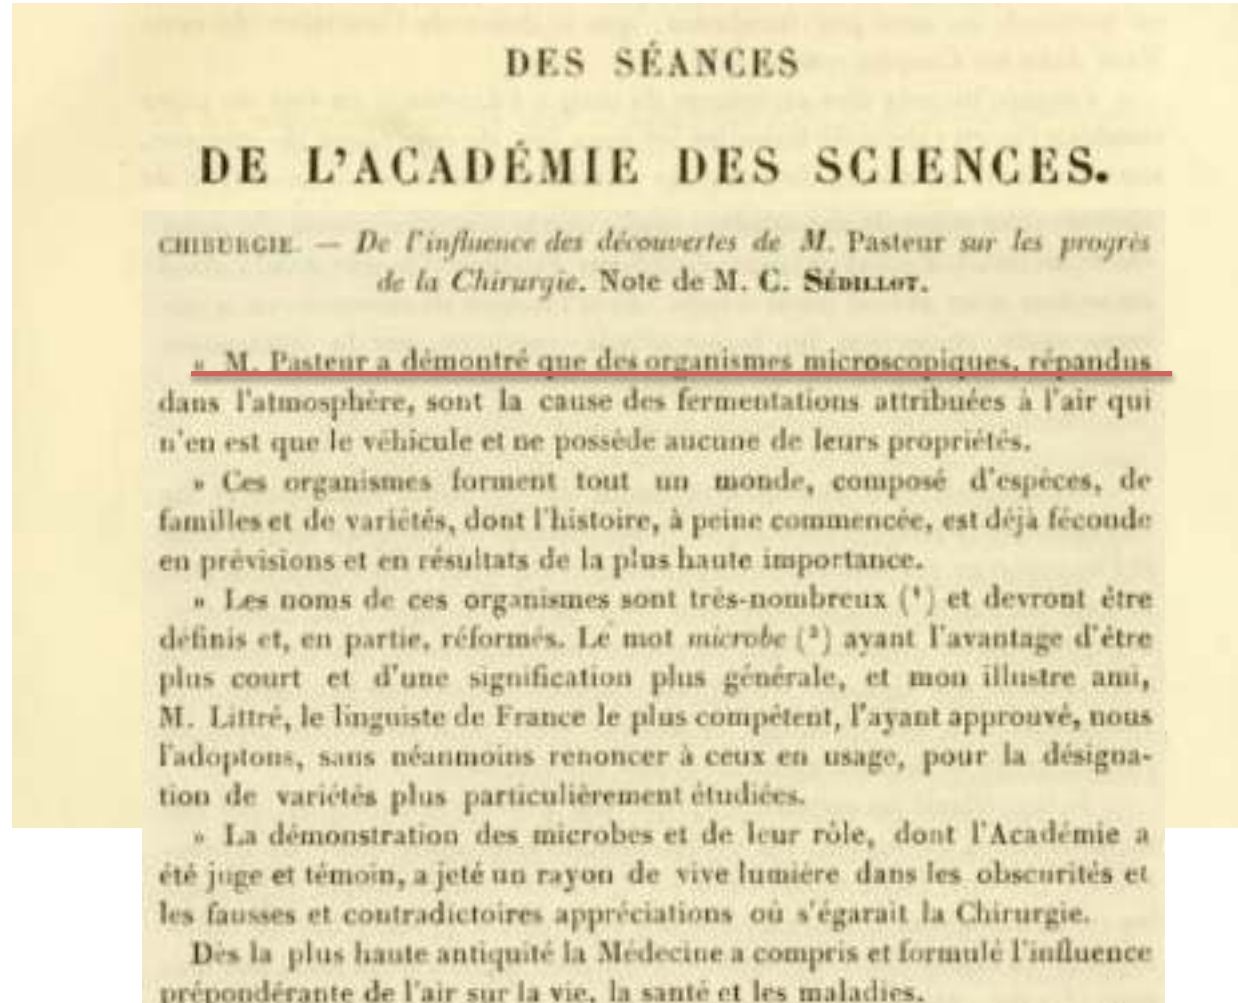 DES SÉANCES
DE L'ACADÉMIE DES SCIENCES.
CHIRURGIE. — De l'influence des découvertes de M. Pasteur sur les progrès
de la Chirurgie. Note de M. C. SÉDILLOT.
» M. Pasteur a démontré que des organismes microscopiques, répandus
dans l'atmosphère, sont la cause des fermentations attribuées à l'air qui
n'en est que le véhicule et ne possède aucune de leurs propriétés.
» Ces organismes forment tout un monde, composé d'espèces, de
familles et de variétés, dont l'histoire, à peine commencée, est déjà féconde
en prévisions et en résultats de la plus haute importance.
» Les noms de ces organismes sont très-nombreux (¹) et devront être
définis et, en partie, réformés. Le mot microbe (²) ayant l'avantage d'être
plus court et d'une signification plus générale, et mon illustre ami,
M. Littré, le linguiste de France le plus compétent, l'ayant approuvé, nous
l'adoptons, sans néanmoins renoncer à ceux en usage, pour la désigna-
tion de variétés plus particulièrement étudiées.
» La démonstration des microbes et de leur rôle, dont l'Académie a
été juge et témoin, a jeté un rayon de vive lumière dans les obscurités et
les fausses et contradictoires appréciations où s'égarait la Chirurgie.
Dès la plus haute antiquité la Médecine a compris et formulé l'influence
prépondérante de l'air sur la vie, la santé et les maladies.